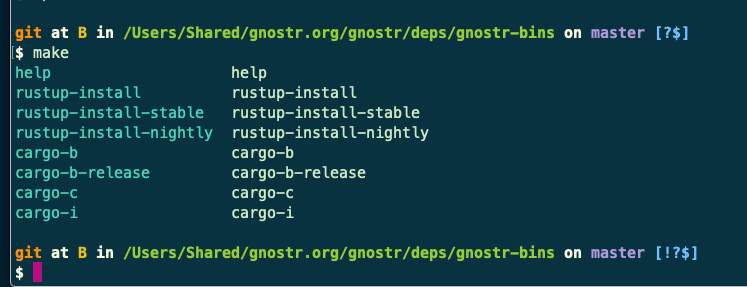 git at B in /Users/Shared/gnostr.org/gnostr/deps/gnostr-bins on master [?$]
[$ make
help help
rustup-install rustup-install
rustup-install-stable rustup-install-stable
rustup-install-nightly rustup-install-nightly
cargo-b cargo-b
cargo-b-release cargo-b-release
cargo-c cargo-c
cargo-i cargo-i
git at B in /Users/Shared/gnostr.org/gnostr/deps/gnostr-bins on master [!?$]
$